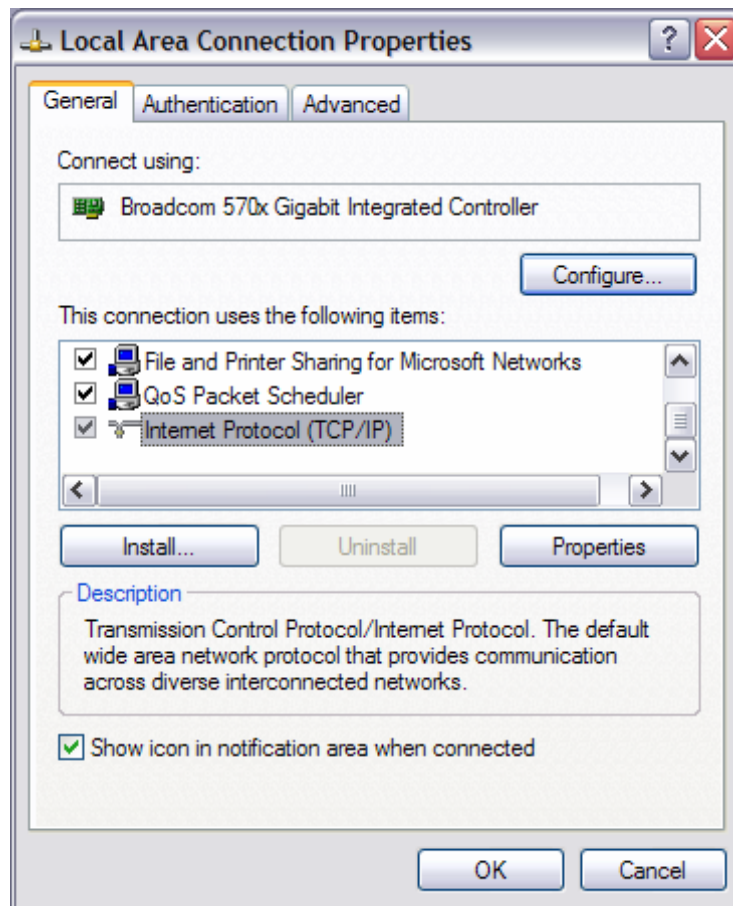 Local Area Connection Properties
General Authentication Advanced
Connect using:
Broadcom 570x Gigabit Integrated Controller
Configure...
This connection uses the following items:
File and Printer Sharing for Microsoft Networks
QoS Packet Scheduler
Internet Protocol (TCP/IP)
Install... Uninstall Properties
Description
Transmission Control Protocol/Internet Protocol. The default
wide area network protocol that provides communication
across diverse interconnected networks.
Show icon in notification area when connected
OK Cancel